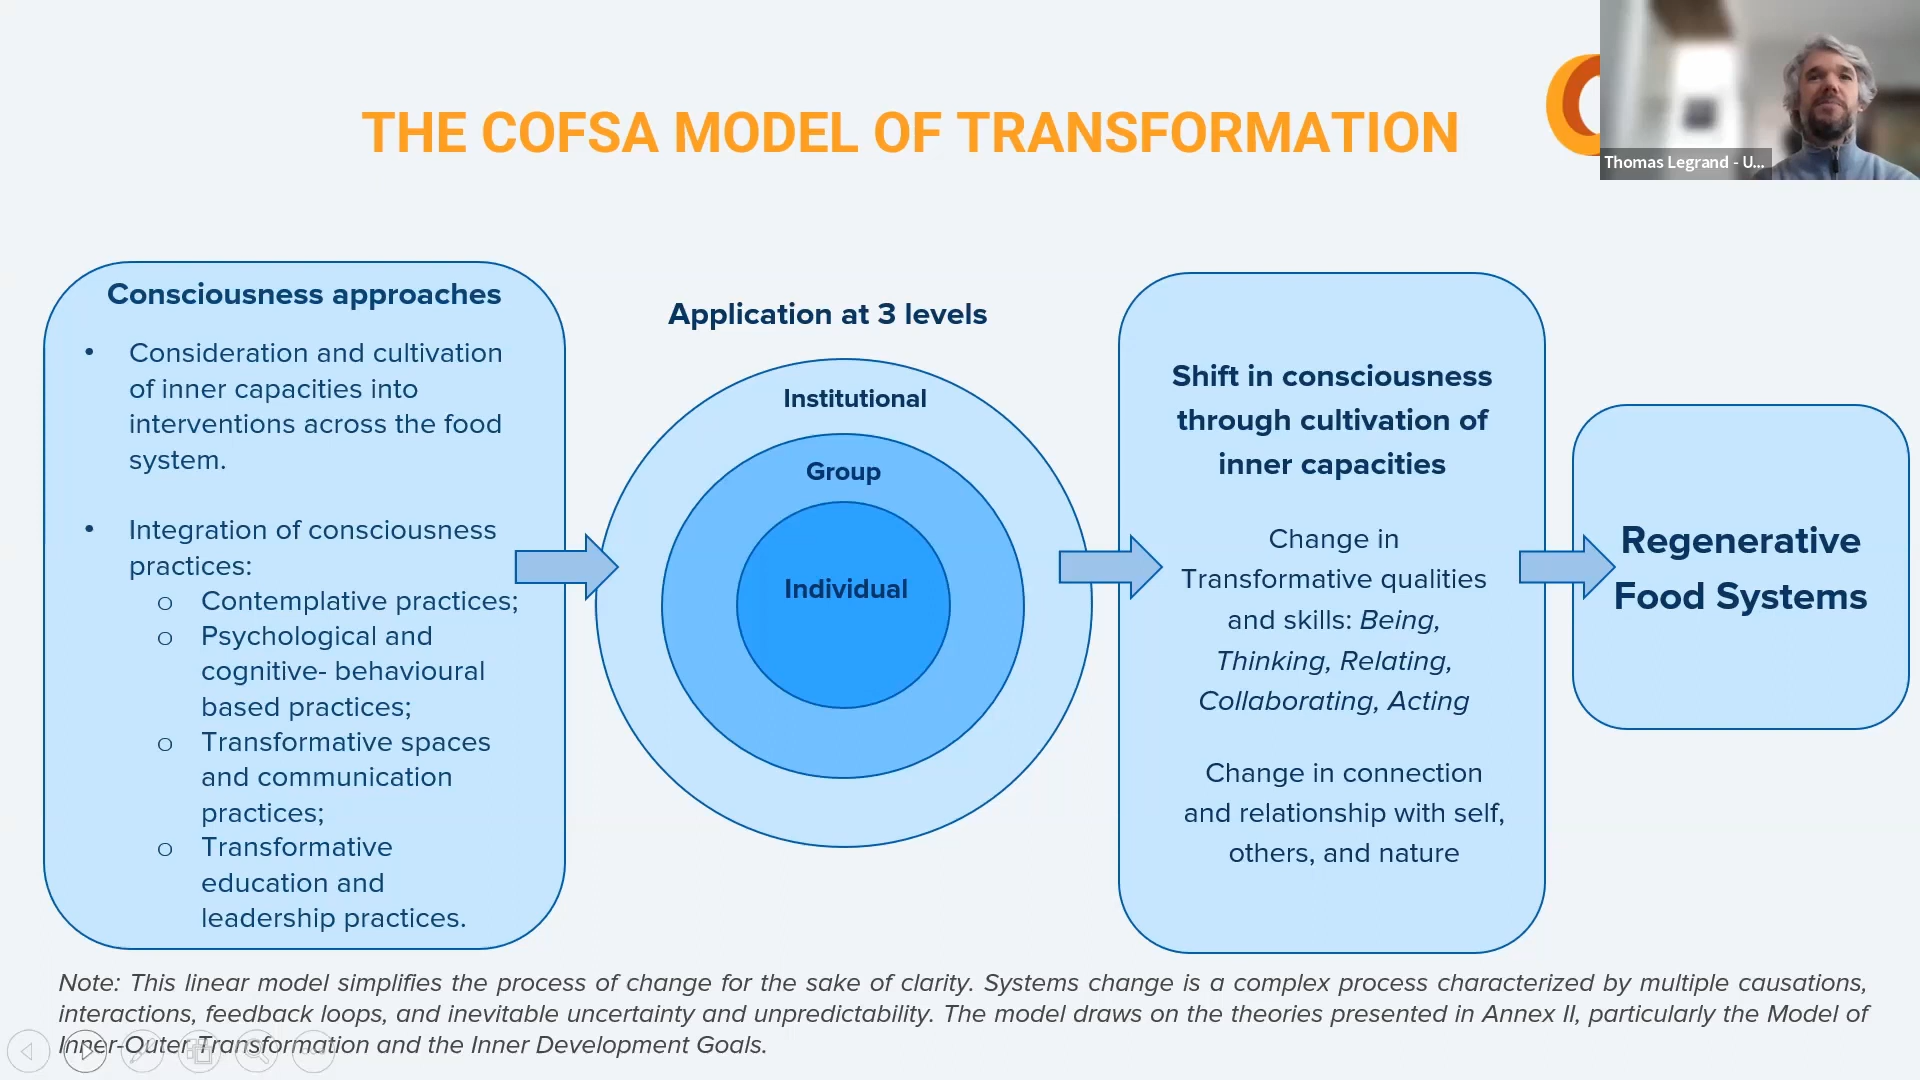 THE COFSA MODEL OF TRANSFORMATION
Thomas Legrand - U...
Consciousness approaches
• Consideration and cultivation
of inner capacities into
interventions across the food
system.
• Integration of consciousness
practices:
o Contemplative practices;
o Psychological and
cognitive- behavioural
based practices;
o Transformative spaces
and communication
practices;
o Transformative
education and
leadership practices.
Application at 3 levels
Institutional
Group
Individual
Shift in consciousness
through cultivation of
inner capacities
Change in
Transformative qualities
and skills: Being,
Thinking, Relating,
Collaborating, Acting
Change in connection
and relationship with self,
others, and nature
Regenerative
Food Systems
Note: This linear model simplifies the process of change for the sake of clarity. Systems change is a complex process characterized by multiple causations,
interactions, feedback loops, and inevitable uncertainty and unpredictability. The model draws on the theories presented in Annex II, particularly the Model of
Inner-Outer Transformation and the Inner Development Goals.